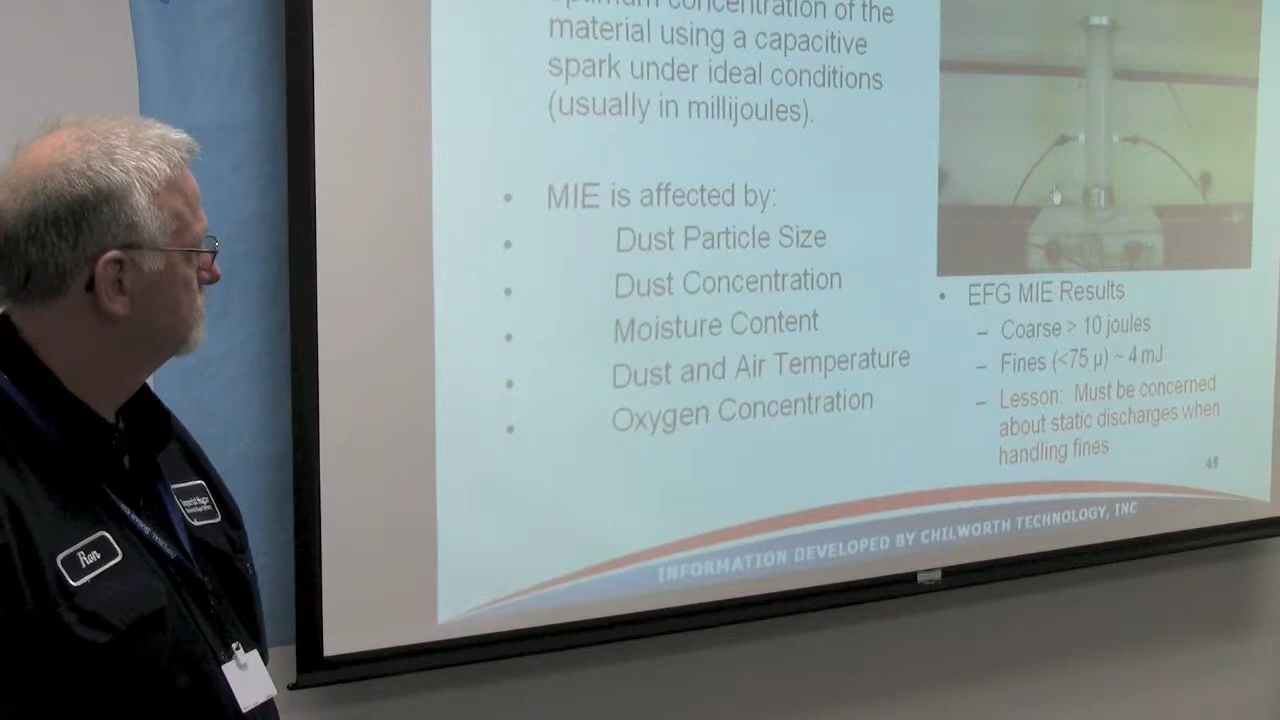 optimum concentration of the
material using a capacitive
spark under ideal conditions
(usually in millijoules).
• MIE is affected by:
• Dust Particle Size
• Dust Concentration
• Moisture Content
• Dust and Air Temperature
• Oxygen Concentration
• EFG MIE Results
– Coarse > 10 joules
– Fines (<75 µ) ~ 4 mJ
– Lesson: Must be concerned
about static discharges when
handling fines
INFORMATION DEVELOPED BY CHILWORTH TECHNOLOGY, INC
Imperial Sugar
Ron